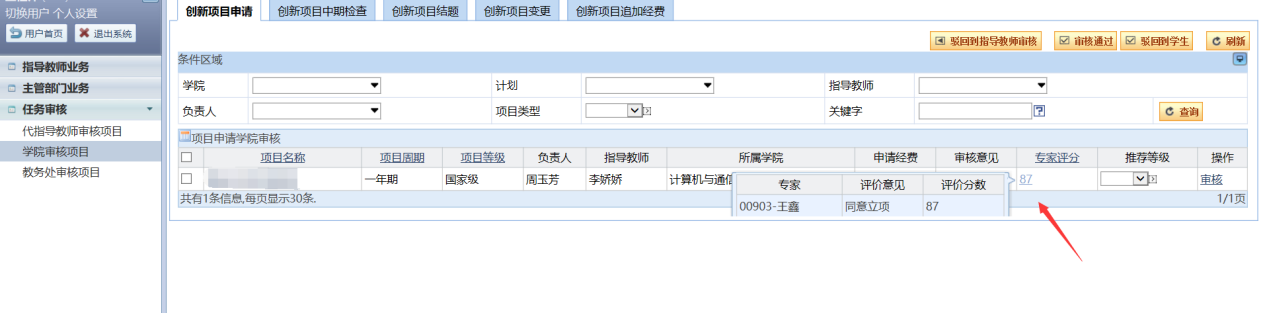 切换用户 个人设置
用户首页 退出系统
指导教师业务
主管部门业务
任务审核
代指导教师审核项目
学院审核项目
教务处审核项目
创新项目申请 创新项目中期检查 创新项目结题 创新项目变更 创新项目追加经费
驳回到指导教师审核 审核通过 驳回到学生 刷新
条件区域
学院 计划 指导教师
负责人 项目类型 关键字 查询
项目申请学院审核
项目名称 项目周期 项目等级 负责人 指导教师 所属学院 申请经费 审核意见 专家评分 推荐等级 操作
一年期 国家级 周玉芳 李娇娇 计算机与通信 87 审核
专家 评价意见 评价分数
00903-王鑫 同意立项 87
共有1条信息,每页显示30条. 1/1页